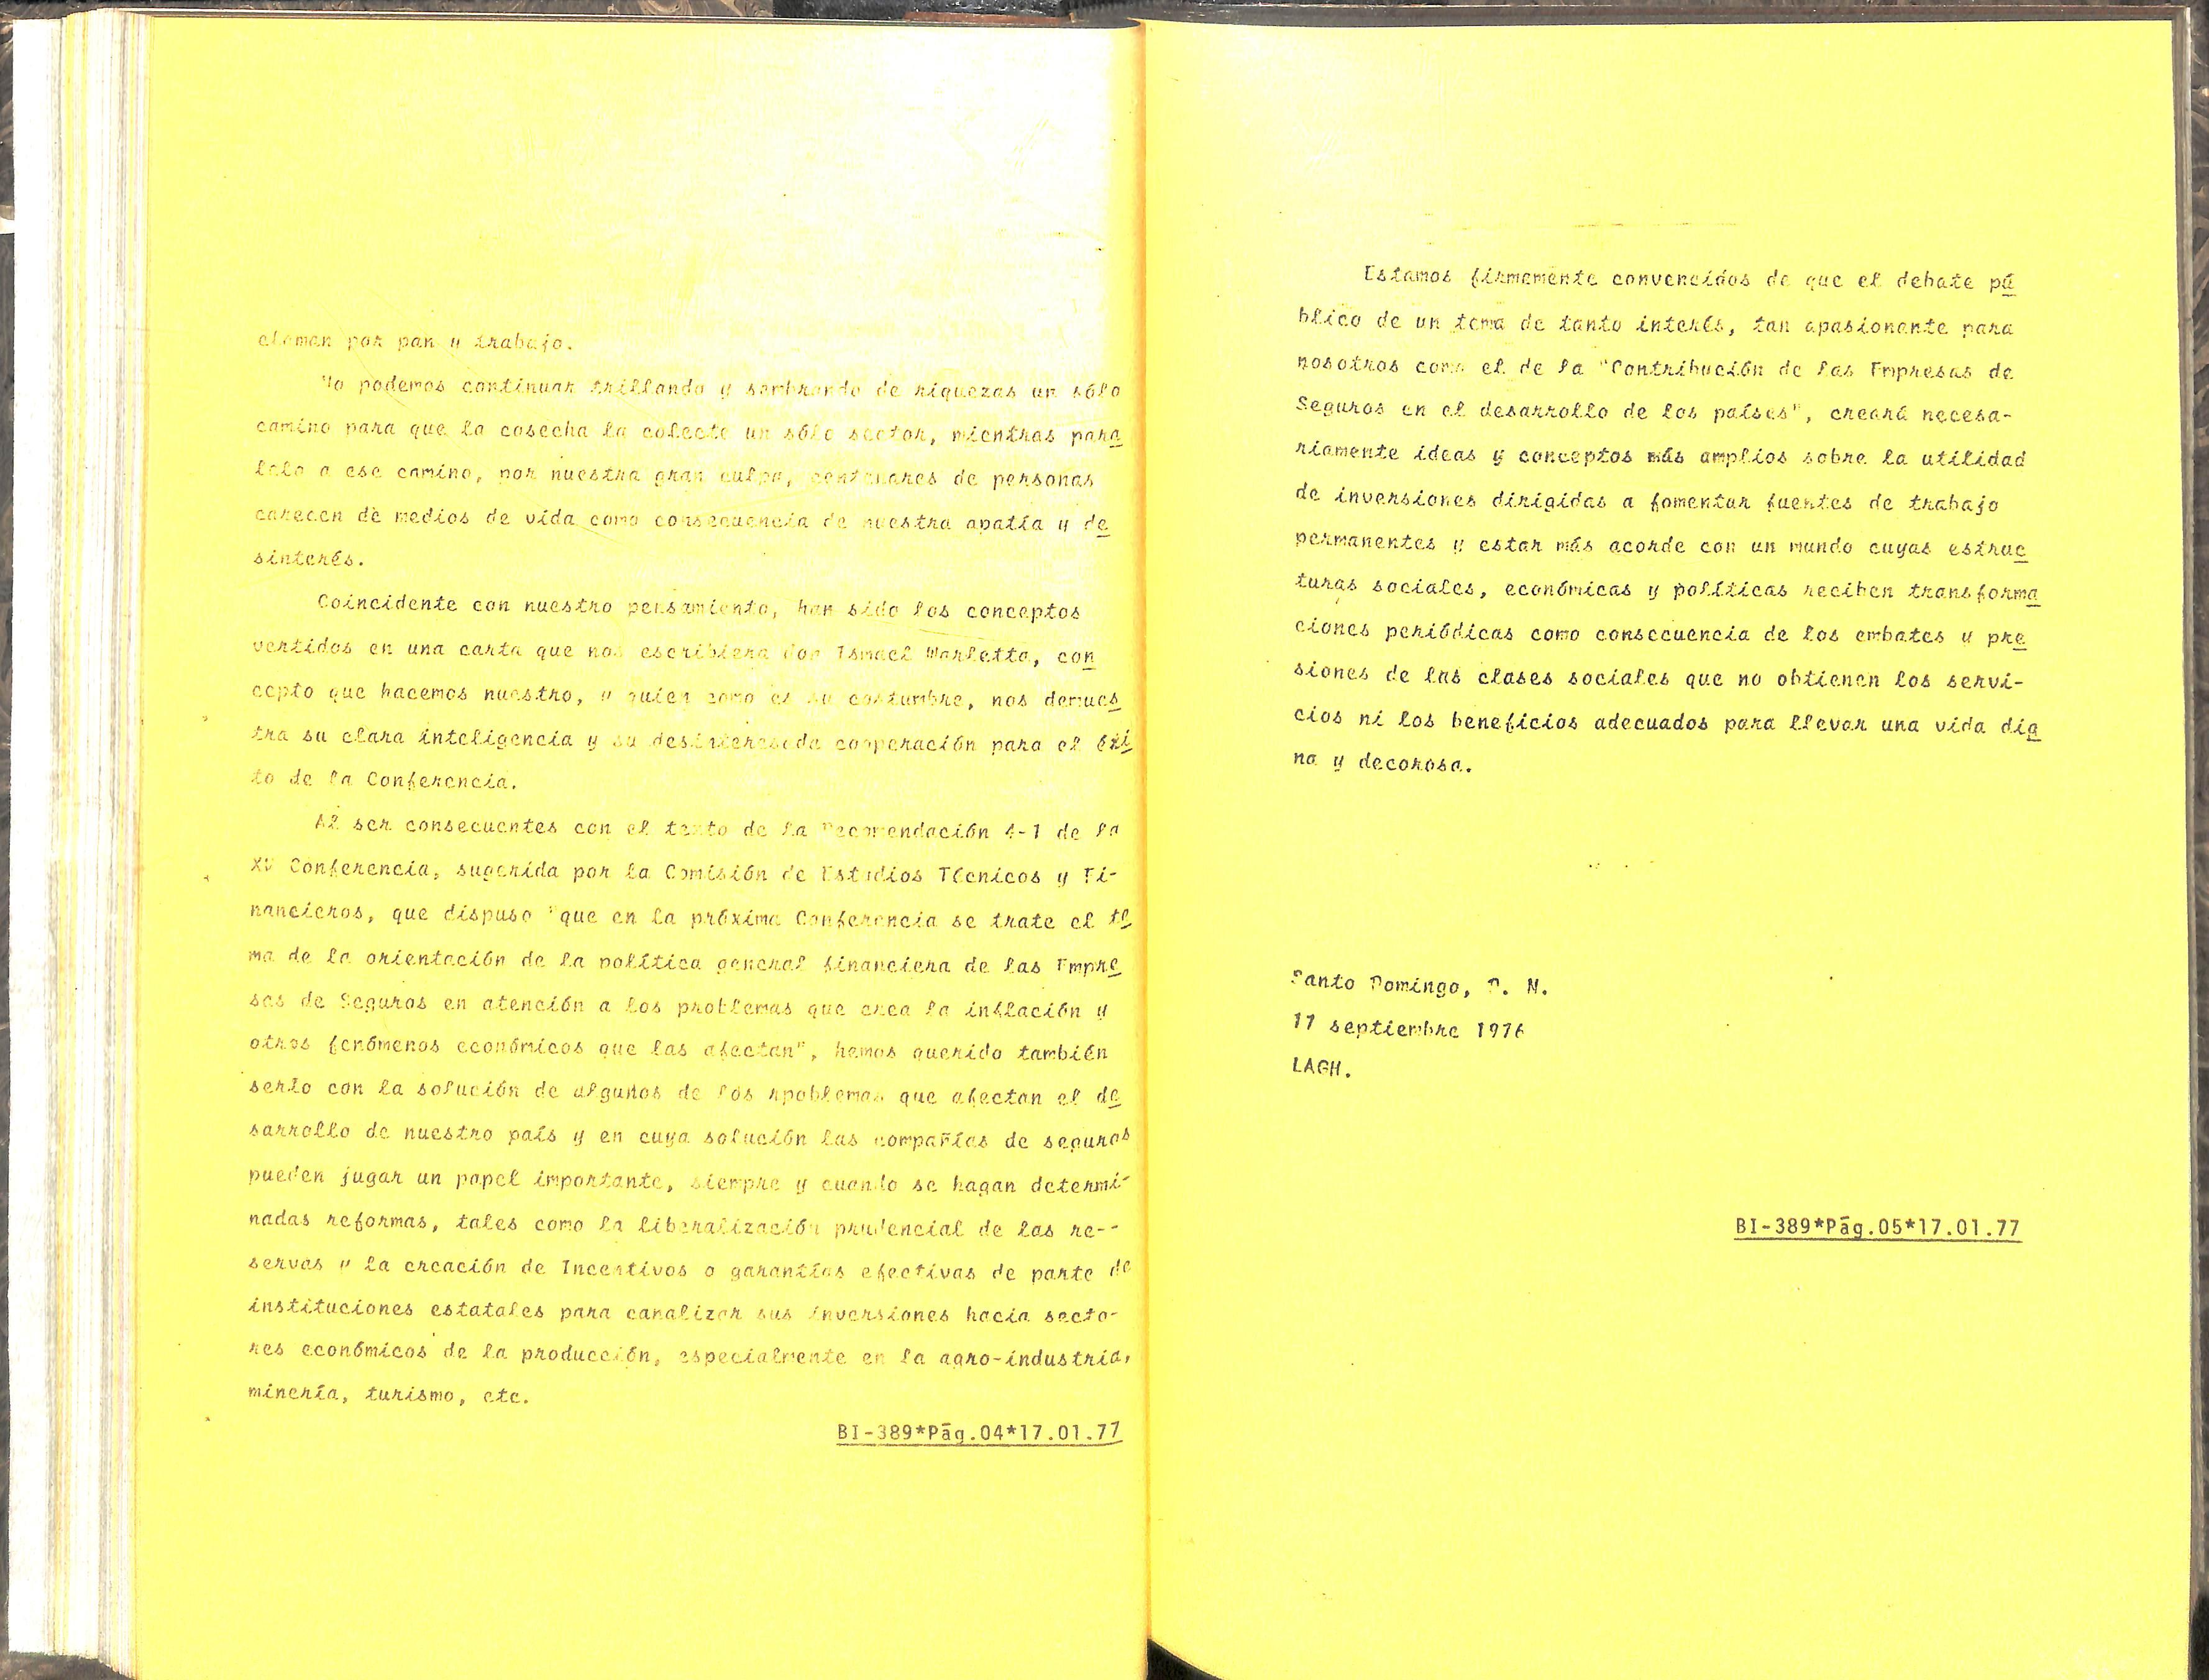 claman por pan y trabajo.
No podemos continuar trillando y sembrando de riquezas un sólo
camino para que la cosecha la colecte un sólo sector, mientras para
lelo a ese camino, por nuestra gran culpa, centenares de personas
carecen de medios de vida como consecuencia de nuestra apatía y de
sinterés.
Coincidente con nuestro pensamiento, han sido los conceptos
vertidos en una carta que nos escribiera don Ismael Warletta, con
cepto que hacemos nuestro, y quien como es su costumbre, nos demues
tra su clara inteligencia y su desinteresada cooperación para el éxi
to de la Conferencia.
Al ser consecuentes con el texto de la Recomendación 4-1 de la
XV Conferencia, sugerida por la Comisión de Estudios Técnicos y Fi-
nancieros, que dispuso "que en la próxima Conferencia se trate el te
ma de la orientación de la política general financiera de las Empre
sas de Seguros en atención a los problemas que crea la inflación y
otros fenómenos económicos que las afectan", hemos querido también
serlo con la solución de algunos de los rpoblemas que afectan el de
sarrollo de nuestro país y en cuya solución las compañías de seguros
pueden jugar un papel importante, siempre y cuando se hagan determi-
nadas reformas, tales como la liberalización prudencial de las re--
servas y la creación de Incentivos o garantías efectivas de parte de
instituciones estatales para canalizar sus inversiones hacia secto-
res económicos de la producción, especialmente en la agro-industria,
minería, turismo, etc.
BI-389*Pāg.04*17.01.77
Estamos firmemente convencidos de que el debate pú
blico de un tema de tanto interés, tan apasionante para
nosotros como el de la "Contribución de las Empresas de
Seguros en el desarrollo de los países", creará necesa-
riamente ideas y conceptos más amplios sobre la utilidad
de inversiones dirigidas a fomentar fuentes de trabajo
permanentes y estar más acorde con un mundo cuyas estruc
turas sociales, económicas y políticas reciben transforma
ciones periódicas como consecuencia de los embates y pre
siones de las clases sociales que no obtienen los servi-
cios ni los beneficios adecuados para llevar una vida dig
na y decorosa.
Santo Domingo, D. N.
17 septiembre 1976
LAGH.
BI-389*Pāg.05*17.01.77